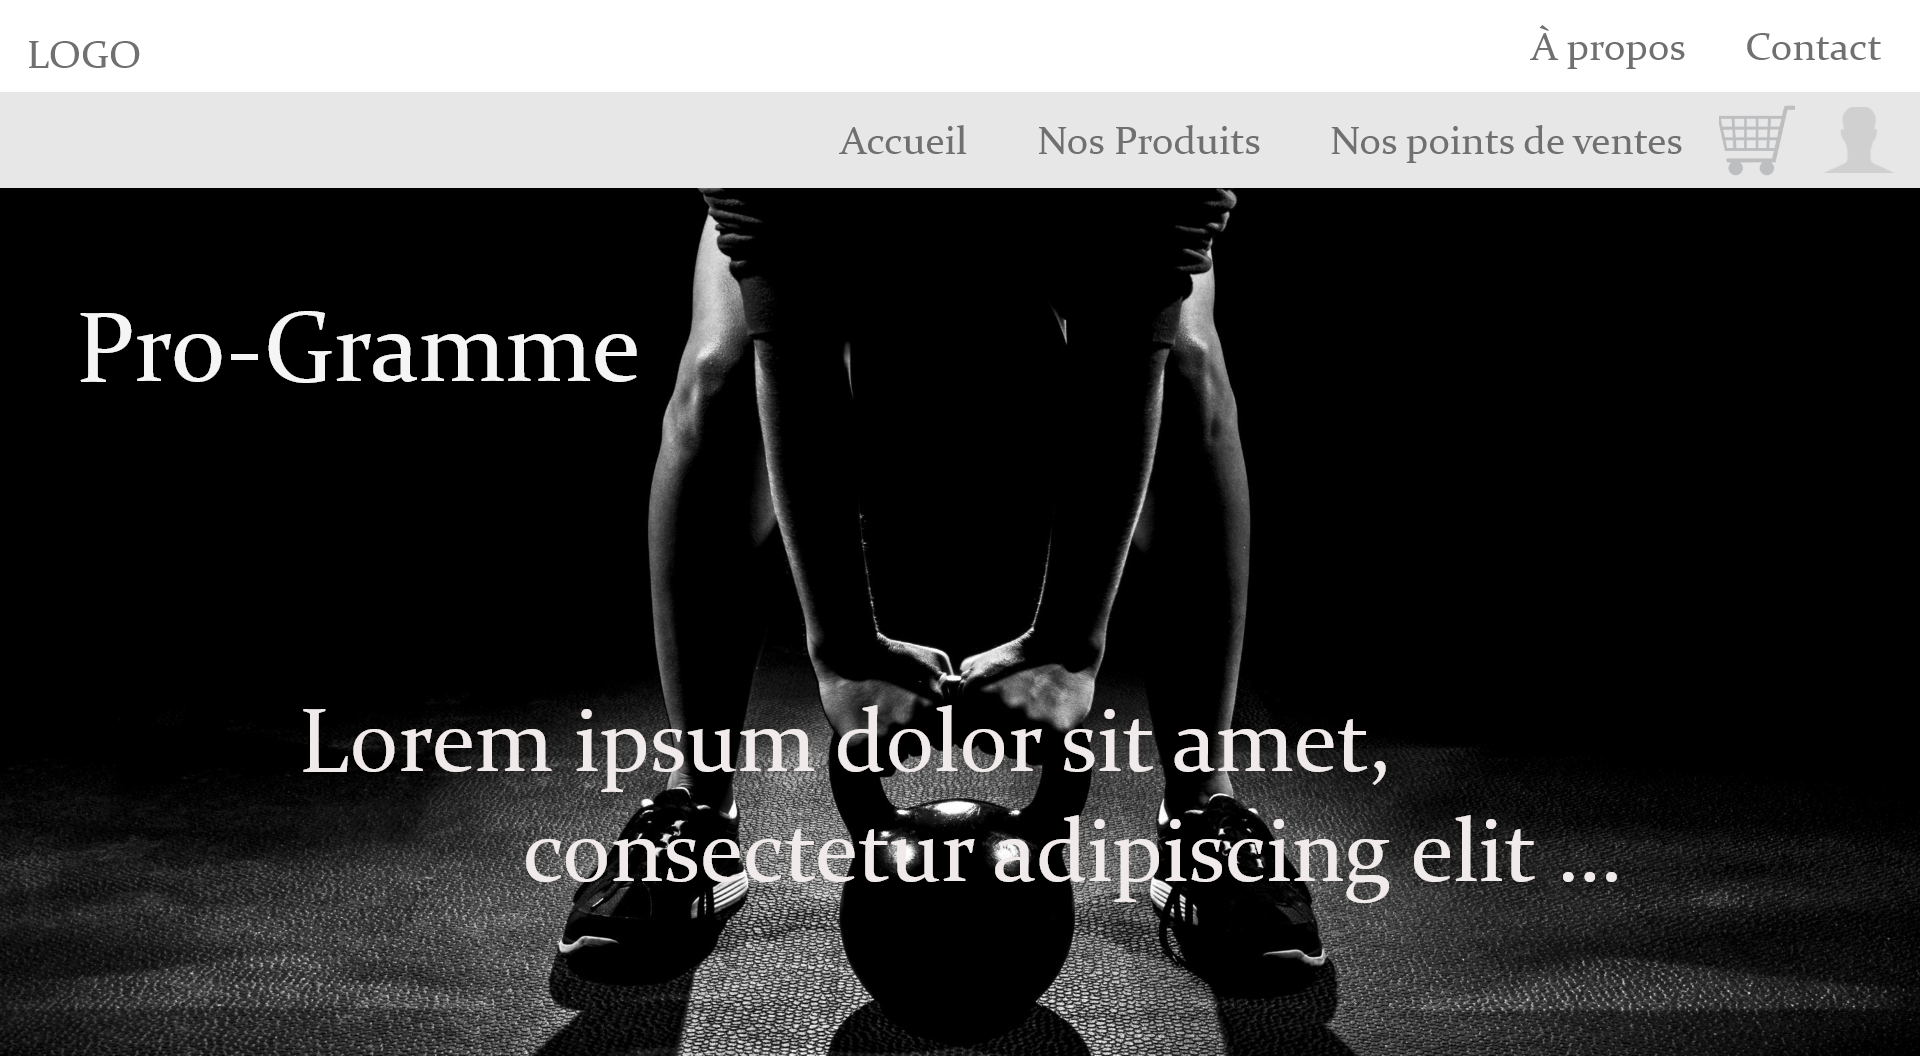 LOGO
À propos
Contact
Accueil
Nos Produits
Nos points de ventes
Pro-Gramme
Lorem ipsum dolor sit amet,
consectetur adipiscing elit ...